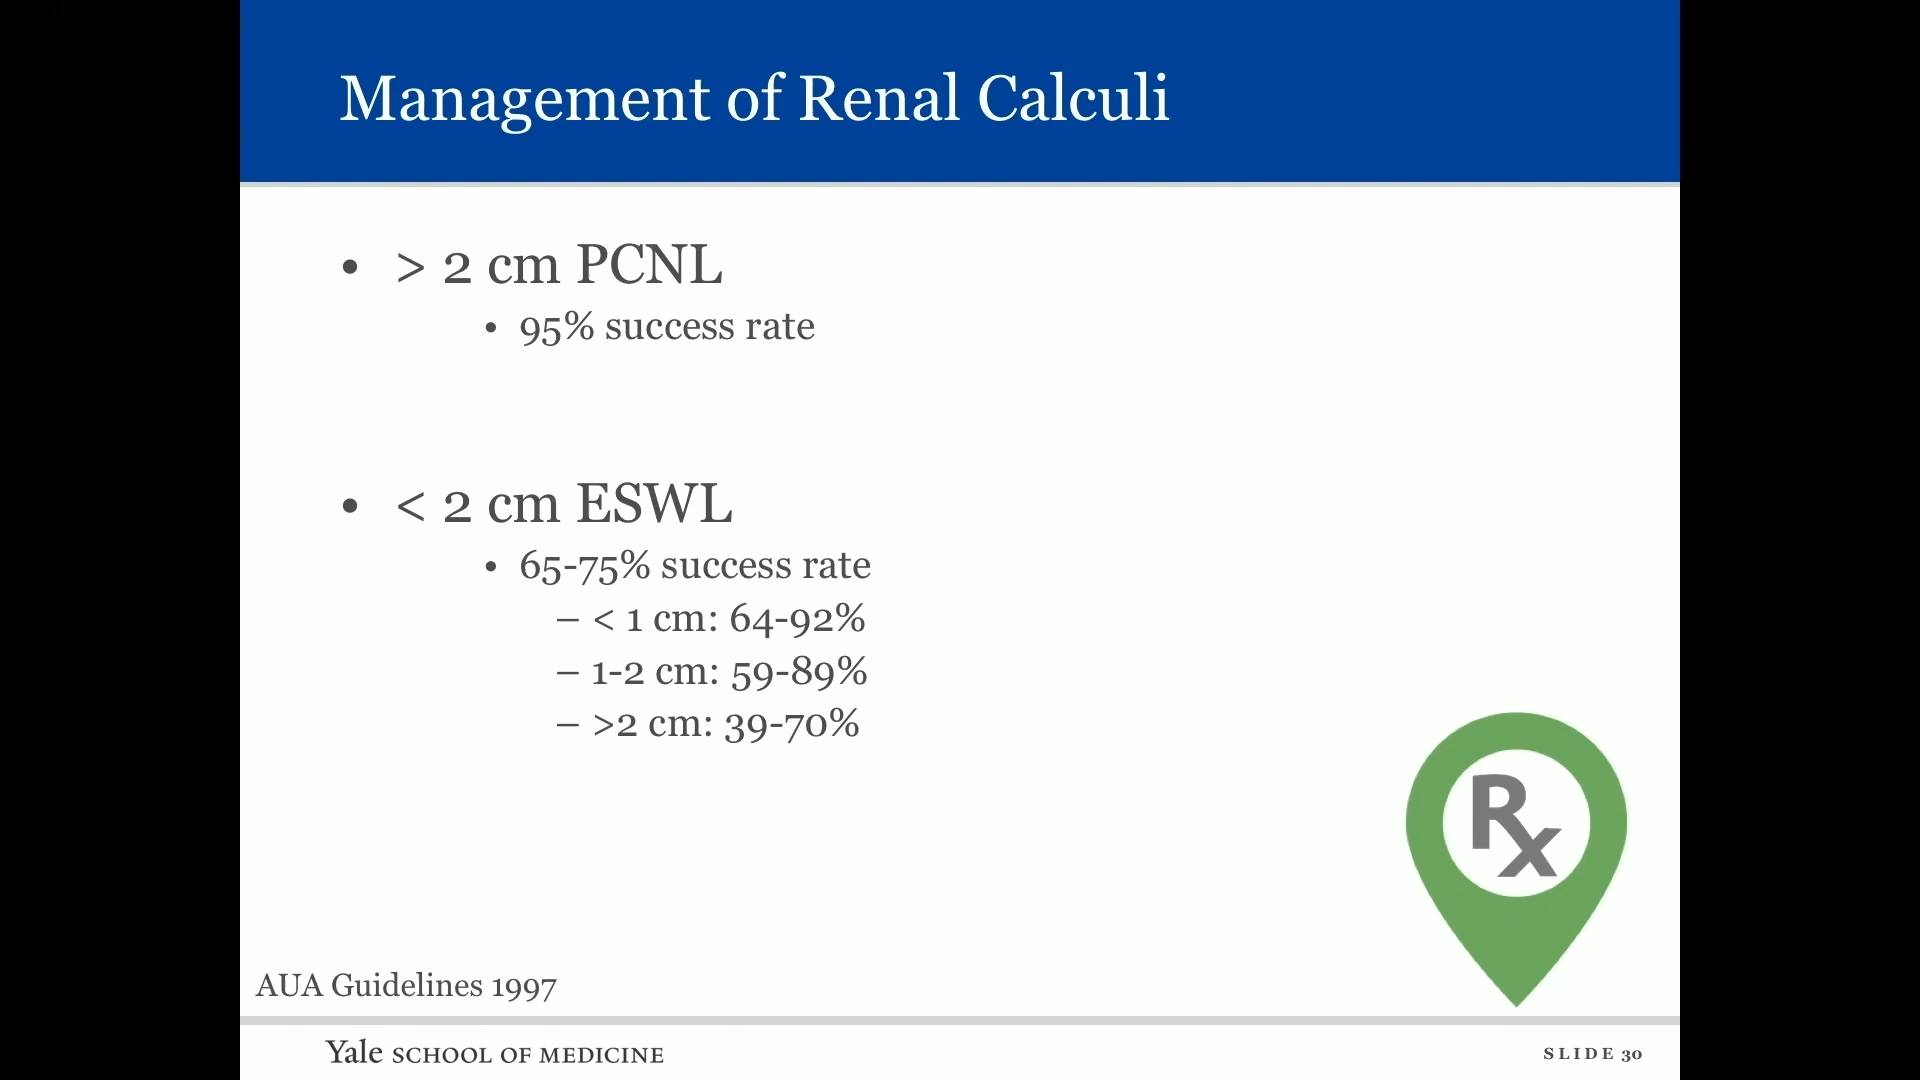 Management of Renal Calculi
• > 2 cm PCNL
• 95% success rate
• < 2 cm ESWL
• 65-75% success rate
– < 1 cm: 64-92%
– 1-2 cm: 59-89%
– >2 cm: 39-70%
Rx
AUA Guidelines 1997
Yale SCHOOL OF MEDICINE
SLIDE 30